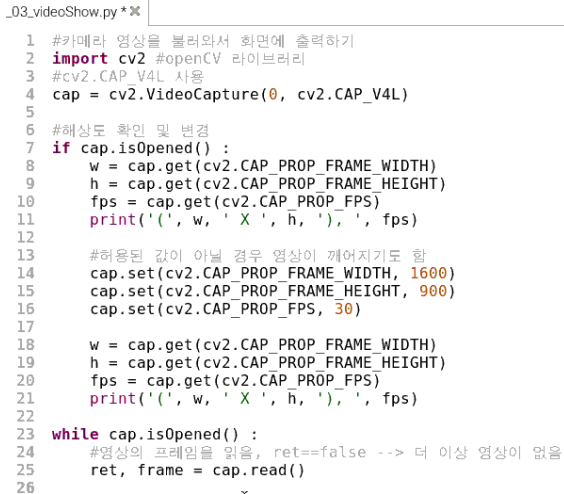 _03_videoShow.py * ✕
1 #카메라 영상을 불러와서 화면에 출력하기
2 import cv2 #openCV 라이브러리
3 #cv2.CAP_V4L 사용
4 cap = cv2.VideoCapture(0, cv2.CAP_V4L)
5
6 #해상도 확인 및 변경
7 if cap.isOpened() :
8     w = cap.get(cv2.CAP_PROP_FRAME_WIDTH)
9     h = cap.get(cv2.CAP_PROP_FRAME_HEIGHT)
10     fps = cap.get(cv2.CAP_PROP_FPS)
11     print('(', w, ' X ', h, '), ', fps)
12
13     #허용된 값이 아닐 경우 영상이 깨어지기도 함
14     cap.set(cv2.CAP_PROP_FRAME_WIDTH, 1600)
15     cap.set(cv2.CAP_PROP_FRAME_HEIGHT, 900)
16     cap.set(cv2.CAP_PROP_FPS, 30)
17
18     w = cap.get(cv2.CAP_PROP_FRAME_WIDTH)
19     h = cap.get(cv2.CAP_PROP_FRAME_HEIGHT)
20     fps = cap.get(cv2.CAP_PROP_FPS)
21     print('(', w, ' X ', h, '), ', fps)
22
23 while cap.isOpened() :
24     #영상의 프레임을 읽음, ret==false --> 더 이상 영상이 없음
25     ret, frame = cap.read()
26